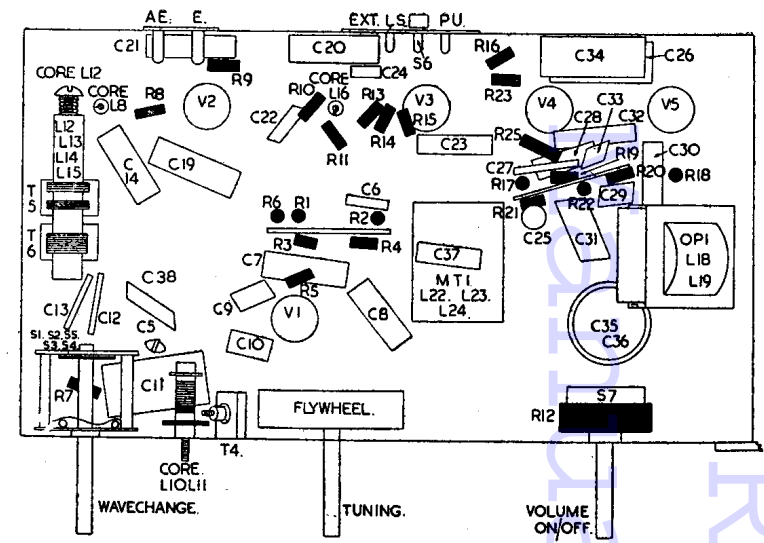 AE. E. EXT. LS. PU.
C21
C20
S6
R16
C34
C26
C24
R9
CORE L12
CORE L8
R8
V2
R10
CORE L16
R13
V3
R15
R23
V4
C28
C33
C32
V5
C22
R11
R14
C23
R25
L12
L13
L14
L15
C14
C19
C27
R19
R20
C30
R18
R17
T5
C6
R6 R1 R2
R21
R22
C29
C25
C31
T6
R3
R4
C7
R5
C37
MT1.
L22. L23.
L24.
OP1
L18
L19
C38
C13
C12
C9
V1
C8
C35
C36
S1. S2. S5.
S3. S4.
C5
C10
R7
C11
FLYWHEEL.
S7
R12
T4.
CORE.
L10. L11
WAVECHANGE.
TUNING.
VOLUME
ON/OFF.
Manua
R